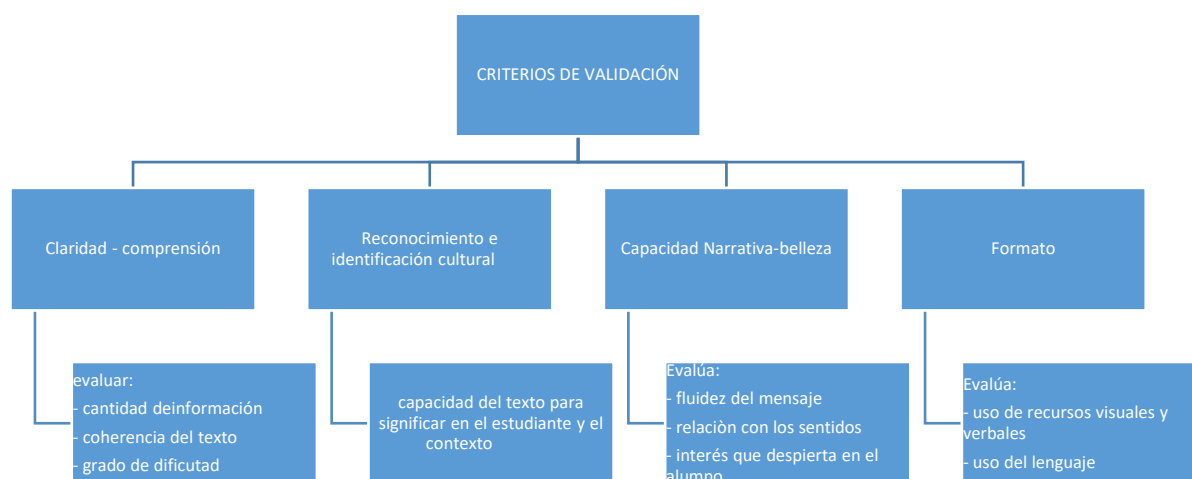 CRITERIOS DE VALIDACIÓN
Claridad - comprensión
Reconocimiento e
identificación cultural
Capacidad Narrativa-belleza
Formato
evaluar:
- cantidad deinformación
- coherencia del texto
- grado de dificutad
capacidad del texto para
significar en el estudiante y el
contexto
Evalúa:
- fluidez del mensaje
- relaciòn con los sentidos
- interés que despierta en el
alumno
Evalúa:
- uso de recursos visuales y
verbales
- uso del lenguaje